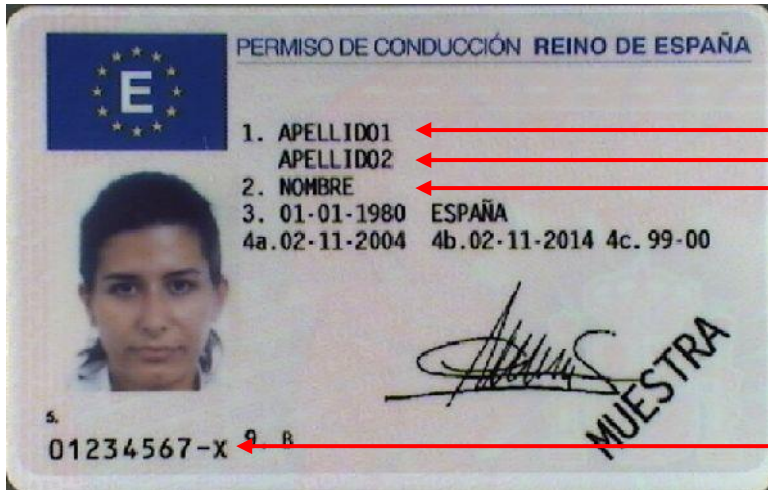 E
PERMISO DE CONDUCCIÓN REINO DE ESPAÑA
1. APELLIDO1
APELLIDO2
2. NOMBRE
3. 01-01-1980 ESPAÑA
4a.02-11-2004 4b.02-11-2014 4c.99-00
MUESTRA
5.
01234567-X 9. B